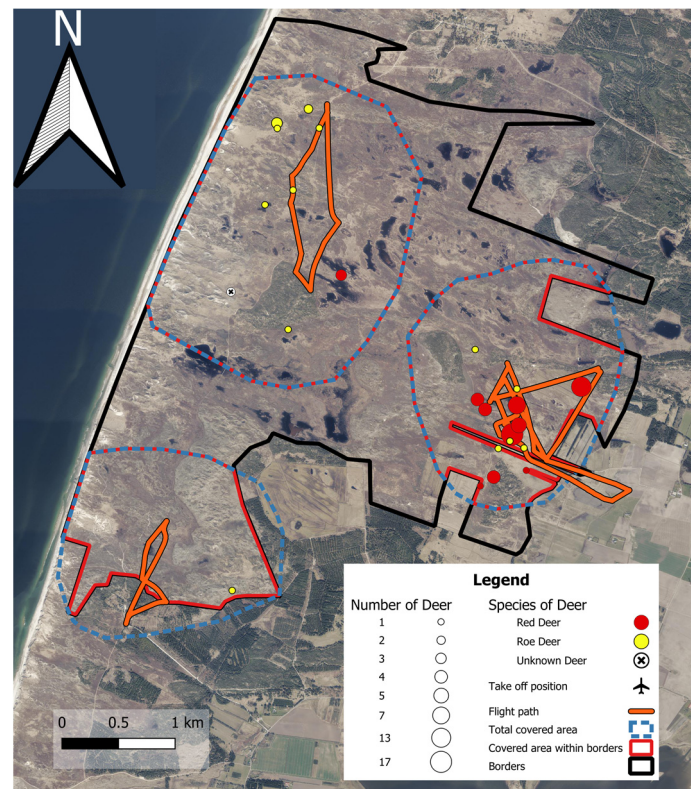 N
Legend
Number of Deer Species of Deer
1 Red Deer
2 Roe Deer
3 Unknown Deer
4
5 Take off position
7 Flight path
13 Total covered area
Covered area within borders
17 Borders
0 0.5 1 km